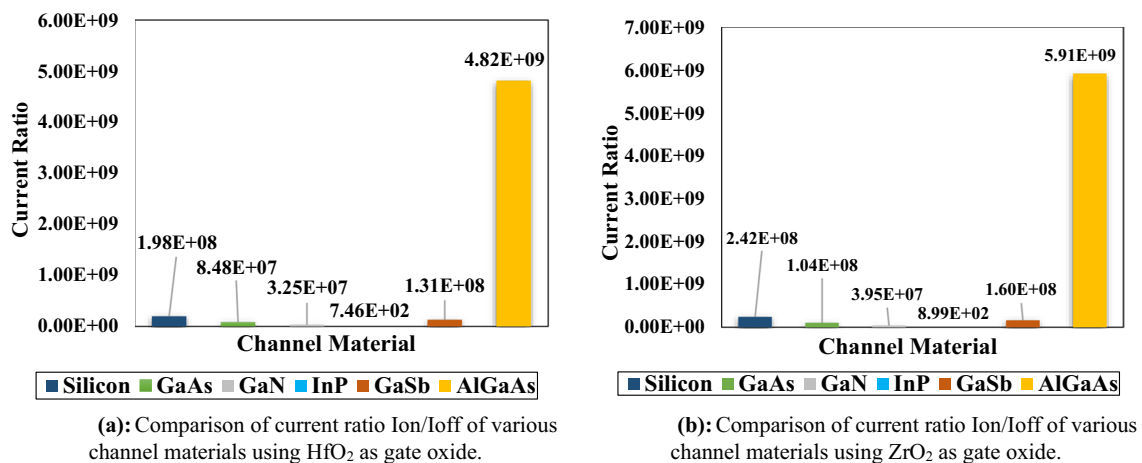 6.00E+09
5.00E+09
4.00E+09
3.00E+09
2.00E+09
1.00E+09
0.00E+00
Current Ratio
1.98E+08
8.48E+07
3.25E+07
7.46E+02
1.31E+08
4.82E+09
Channel Material
Silicon GaAs GaN InP GaSb AlGaAs
(a): Comparison of current ratio Ion/Ioff of various
channel materials using HfO₂ as gate oxide.
7.00E+09
6.00E+09
5.00E+09
4.00E+09
3.00E+09
2.00E+09
1.00E+09
0.00E+00
Current Ratio
2.42E+08
1.04E+08
3.95E+07
8.99E+02
1.60E+08
5.91E+09
Channel Material
Silicon GaAs GaN InP GaSb AlGaAs
(b): Comparison of current ratio Ion/Ioff of various
channel materials using ZrO₂ as gate oxide.